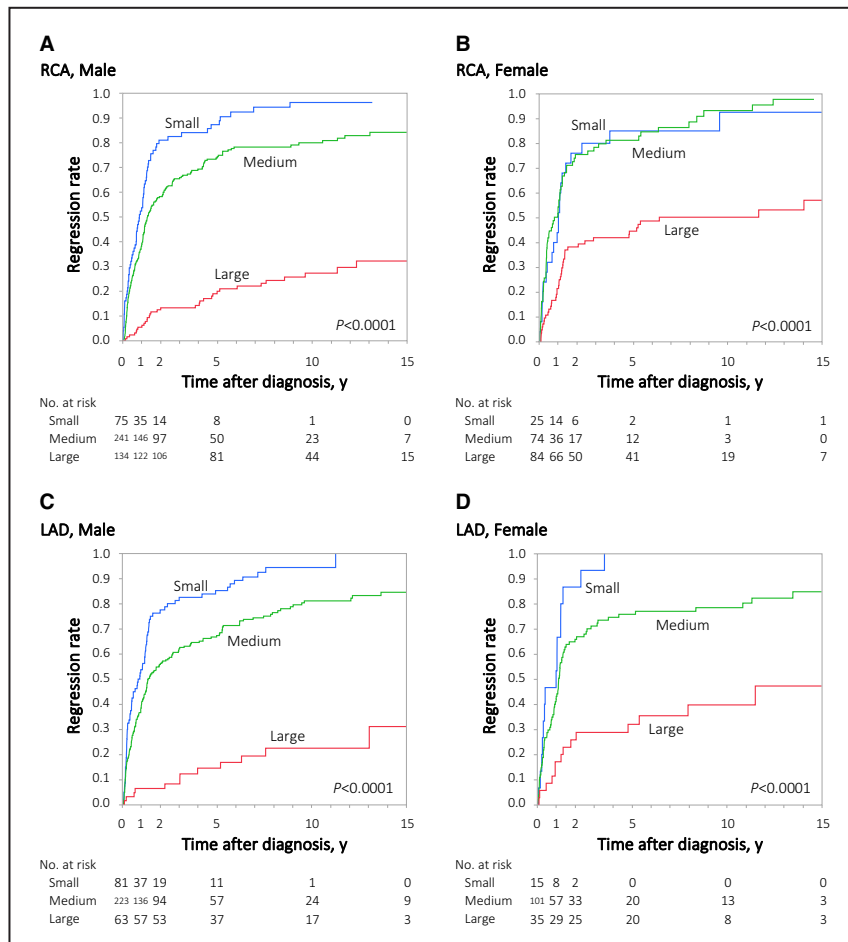 A
RCA, Male
1.0
0.9
0.8
0.7
0.6
0.5
0.4
0.3
0.2
0.1
0.0
Regression rate
Small
Medium
Large
P<0.0001
0 1 2 5 10 15
Time after diagnosis, y
No. at risk
Small 75 35 14 8 1 0
Medium 241 146 97 50 23 7
Large 134 122 106 81 44 15
B
RCA, Female
1.0
0.9
0.8
0.7
0.6
0.5
0.4
0.3
0.2
0.1
0.0
Regression rate
Small
Medium
Large
P<0.0001
0 1 2 5 10 15
Time after diagnosis, y
No. at risk
Small 25 14 6 2 1 1
Medium 74 36 17 12 3 0
Large 84 66 50 41 19 7
C
LAD, Male
1.0
0.9
0.8
0.7
0.6
0.5
0.4
0.3
0.2
0.1
0.0
Regression rate
Small
Medium
Large
P<0.0001
0 1 2 5 10 15
Time after diagnosis, y
No. at risk
Small 81 37 19 11 1 0
Medium 223 136 94 57 24 9
Large 63 57 53 37 17 3
D
LAD, Female
1.0
0.9
0.8
0.7
0.6
0.5
0.4
0.3
0.2
0.1
0.0
Regression rate
Small
Medium
Large
P<0.0001
0 1 2 5 10 15
Time after diagnosis, y
No. at risk
Small 15 8 2 0 0 0
Medium 101 57 33 20 13 3
Large 35 29 25 20 8 3